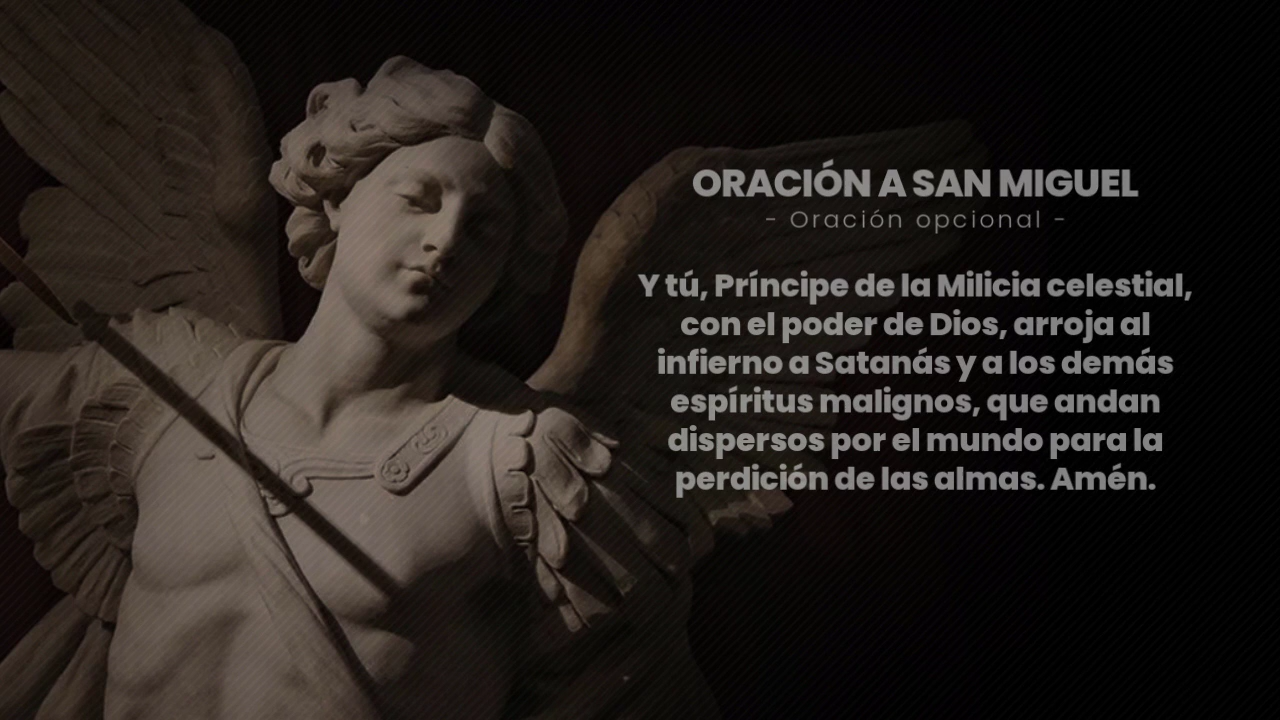 ORACIÓN A SAN MIGUEL
- Oración opcional -
Y tú, Príncipe de la Milicia celestial,
con el poder de Dios, arroja al
infierno a Satanás y a los demás
espíritus malignos, que andan
dispersos por el mundo para la
perdición de las almas. Amén.